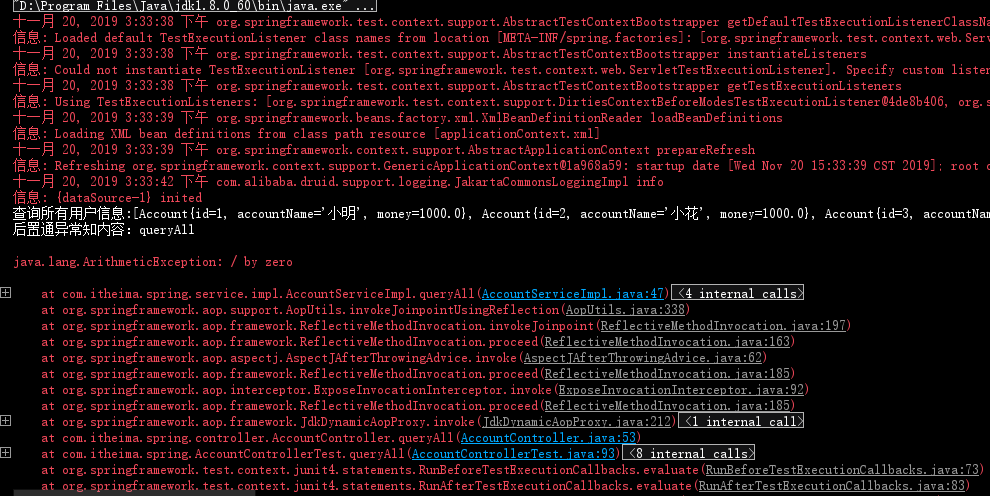 "D:\Program Files\Java\jdk1.8.0_60\bin\java.exe" ...
十一月 20, 2019 3:33:38 下午 org.springframework.test.context.support.AbstractTestContextBootstrapper getDefaultTestExecutionListenerClassNa
信息: Loaded default TestExecutionListener class names from location [META-INF/spring.factories]: [org.springframework.test.context.web.Serv
十一月 20, 2019 3:33:38 下午 org.springframework.test.context.support.AbstractTestContextBootstrapper instantiateListeners
信息: Could not instantiate TestExecutionListener [org.springframework.test.context.web.ServletTestExecutionListener]. Specify custom listen
十一月 20, 2019 3:33:38 下午 org.springframework.test.context.support.AbstractTestContextBootstrapper getTestExecutionListeners
信息: Using TestExecutionListeners: [org.springframework.test.context.support.DirtiesContextBeforeModesTestExecutionListener@4de8b406, org.s
十一月 20, 2019 3:33:39 下午 org.springframework.beans.factory.xml.XmlBeanDefinitionReader loadBeanDefinitions
信息: Loading XML bean definitions from class path resource [applicationContext.xml]
十一月 20, 2019 3:33:39 下午 org.springframework.context.support.AbstractApplicationContext prepareRefresh
信息: Refreshing org.springframework.context.support.GenericApplicationContext@1a968a59: startup date [Wed Nov 20 15:33:39 CST 2019]; root c
十一月 20, 2019 3:33:42 下午 com.alibaba.druid.support.logging.JakartaCommonsLoggingImpl info
信息: {dataSource-1} inited
查询所有用户信息:[Account{id=1, accountName='小明', money=1000.0}, Account{id=2, accountName='小花', money=1000.0}, Account{id=3, accountNam
后置通异常知内容: queryAll
java.lang.ArithmeticException: / by zero
at com.itheima.spring.service.impl.AccountServiceImpl.queryAll(AccountServiceImpl.java:47) <4 internal calls>
at org.springframework.aop.support.AopUtils.invokeJoinpointUsingReflection(AopUtils.java:338)
at org.springframework.aop.framework.ReflectiveMethodInvocation.invokeJoinpoint(ReflectiveMethodInvocation.java:197)
at org.springframework.aop.framework.ReflectiveMethodInvocation.proceed(ReflectiveMethodInvocation.java:163)
at org.springframework.aop.aspectj.AspectJAfterThrowingAdvice.invoke(AspectJAfterThrowingAdvice.java:62)
at org.springframework.aop.framework.ReflectiveMethodInvocation.proceed(ReflectiveMethodInvocation.java:185)
at org.springframework.aop.interceptor.ExposeInvocationInterceptor.invoke(ExposeInvocationInterceptor.java:92)
at org.springframework.aop.framework.ReflectiveMethodInvocation.proceed(ReflectiveMethodInvocation.java:185)
at org.springframework.aop.framework.JdkDynamicAopProxy.invoke(JdkDynamicAopProxy.java:212) <1 internal call>
at com.itheima.spring.controller.AccountController.queryAll(AccountController.java:53)
at com.itheima.spring.AccountControllerTest.queryAll(AccountControllerTest.java:93) <8 internal calls>
at org.springframework.test.context.junit4.statements.RunBeforeTestExecutionCallbacks.evaluate(RunBeforeTestExecutionCallbacks.java:73)
at org.springframework.test.context.junit4.statements.RunAfterTestExecutionCallbacks.evaluate(RunAfterTestExecutionCallbacks.java:83)